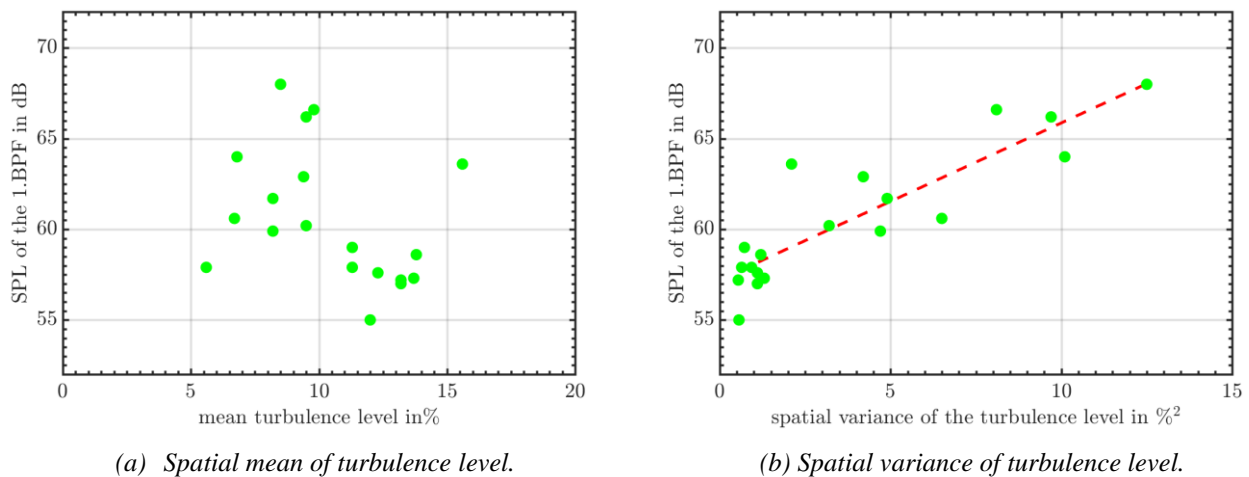 70
65
60
55
0
5
10
15
20
SPL of the 1.BPF in dB
mean turbulence level in%
(a) Spatial mean of turbulence level.
70
65
60
55
0
5
10
15
SPL of the 1.BPF in dB
spatial variance of the turbulence level in %²
(b) Spatial variance of turbulence level.